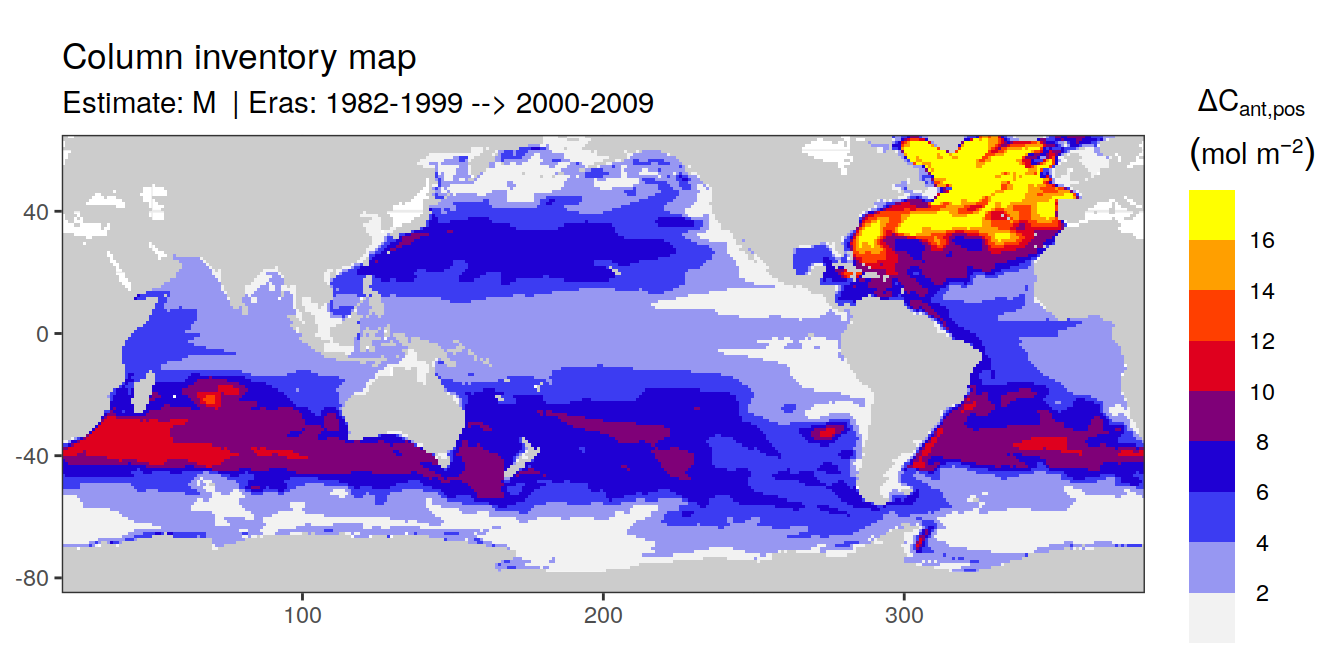 Column inventory map
Estimate: M | Eras: 1982-1999 --> 2000-2009
ΔCant,pos
(mol m−2)
16
14
12
10
8
6
4
2
40
0
-40
-80
100 200 300